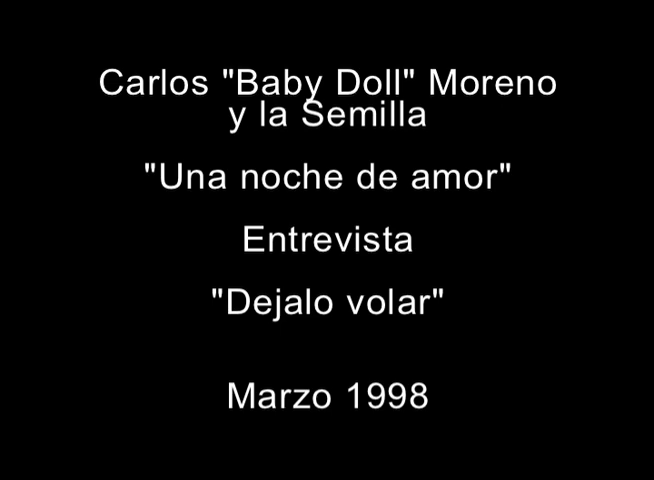 Carlos "Baby Doll" Moreno
y la Semilla
"Una noche de amor"
Entrevista
"Dejalo volar"
Marzo 1998